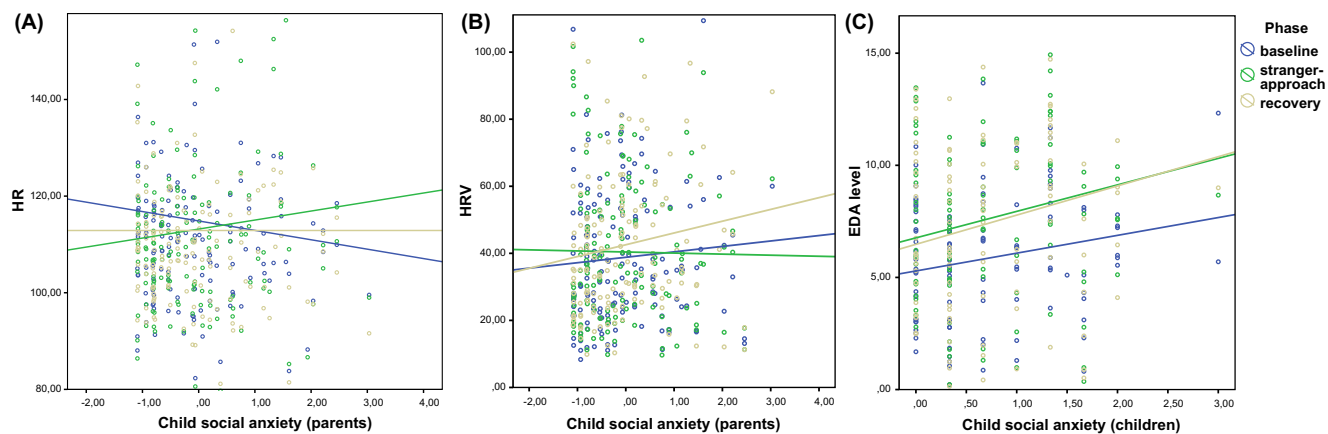 (A)
HR
140,00
120,00
100,00
80,00
-2,00 -1,00 ,00 1,00 2,00 3,00 4,00
Child social anxiety (parents)
(B)
HRV
100,00
80,00
60,00
40,00
20,00
,00
-2,00 -1,00 ,00 1,00 2,00 3,00 4,00
Child social anxiety (parents)
(C)
EDA level
15,00
10,00
5,00
,00
,00 ,50 1,00 1,50 2,00 2,50 3,00
Child social anxiety (children)
Phase
baseline
stranger-
approach
recovery